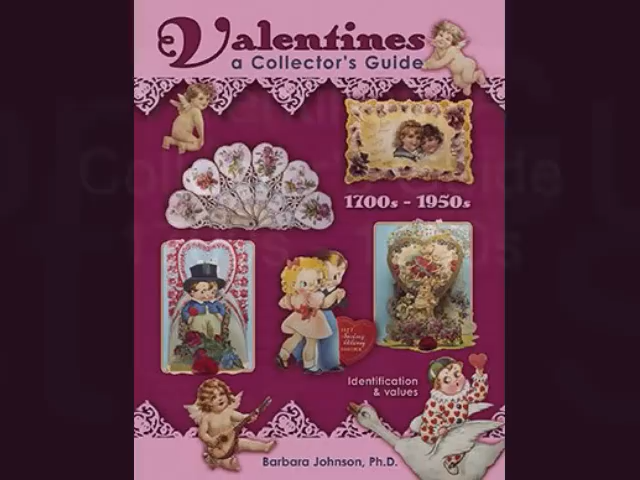 Valentines
a Collector's Guide
1700s - 1950s
Identification
& values
Barbara Johnson, Ph.D.